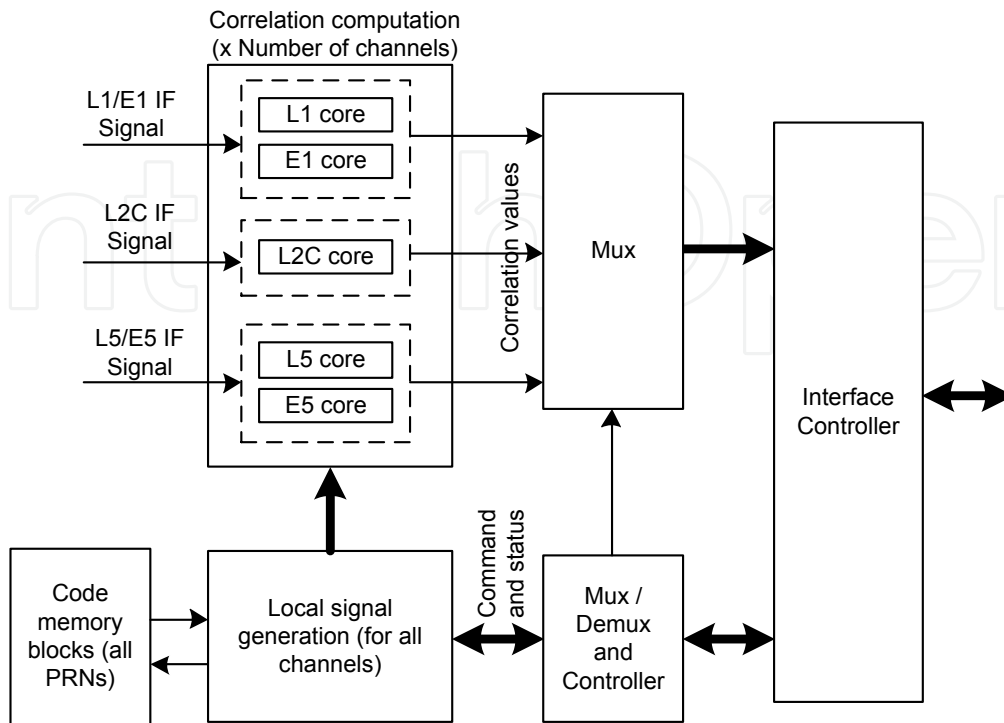 Correlation computation
(x Number of channels)
L1/E1 IF
Signal
L1 core
E1 core
L2C IF
Signal
L2C core
L5/E5 IF
Signal
L5 core
E5 core
Correlation values
Mux
Interface
Controller
Code
memory
blocks (all
PRNs)
Local signal
generation (for all
channels)
Command
and status
Mux /
Demux
and
Controller